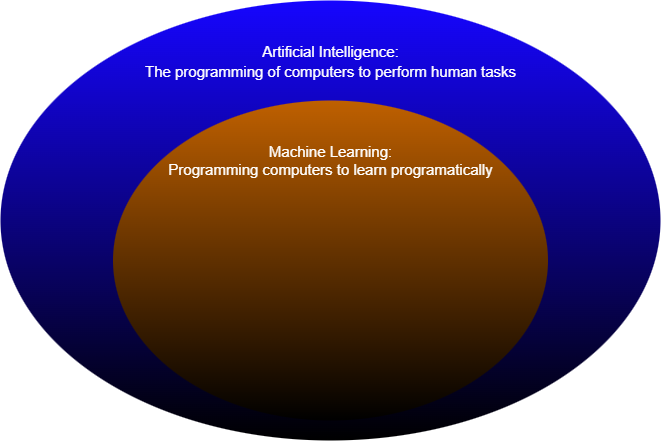 Artificial Intelligence:
The programming of computers to perform human tasks
Machine Learning:
Programming computers to learn programatically